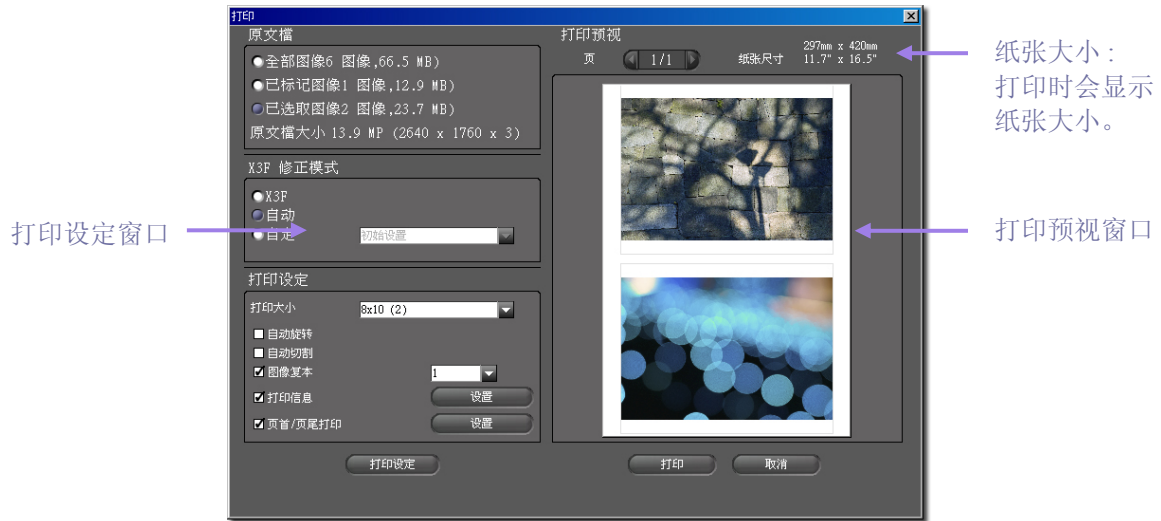 打印
原文檔
全部图像6 图像,66.5 MB)
已标记图像1 图像,12.9 MB)
已选取图像2 图像,23.7 MB)
原文檔大小 13.9 MP (2640 x 1760 x 3)
X3F 修正模式
X3F
自动
自定
初始设置
打印设定
打印大小
8x10 (2)
自动旋转
自动切割
图像复本
1
打印信息
设置
页首/页尾打印
设置
打印设定
打印预视
页
1/1
纸张尺寸
297mm x 420mm
11.7" x 16.5"
打印
取消
纸张大小：
打印时会显示
纸张大小。
打印设定窗口
打印预视窗口